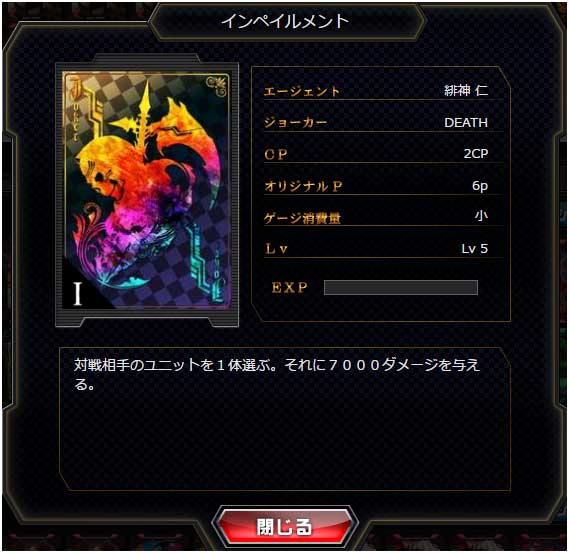 インペイルメント
Joker
I
Joker
エージェント 緋神 仁
ジョーカー DEATH
ＣＰ 2CP
オリジナルＰ 6p
ゲージ消費量 小
Ｌｖ Lv 5
ＥＸＰ
対戦相手のユニットを１体選ぶ。それに７０００ダメージを与え
る。
閉じる